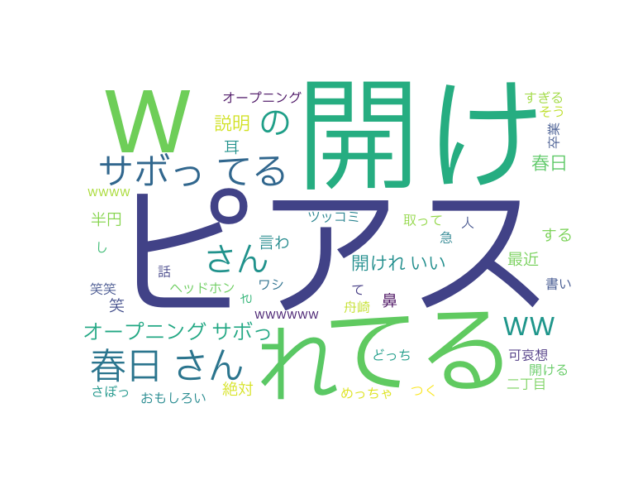 w
開け
オープニング
すぎる
そう
説明
の
卒業
耳
サボっ
てる
春日
wwww
ピアス
半円
ツッコミ
取って
人
する
し
さん
言わ
急
開けれ
いい
最近
話
笑笑
ヘッドホン
ワシ
て
鼻
書い
笑
舟崎
wwwwww
オープニング サボっ
れ
てる
ww
春日 さん
どっち
可哀想
開ける
さぼっ
おもしろい
絶対
めっちゃ
つく
二丁目